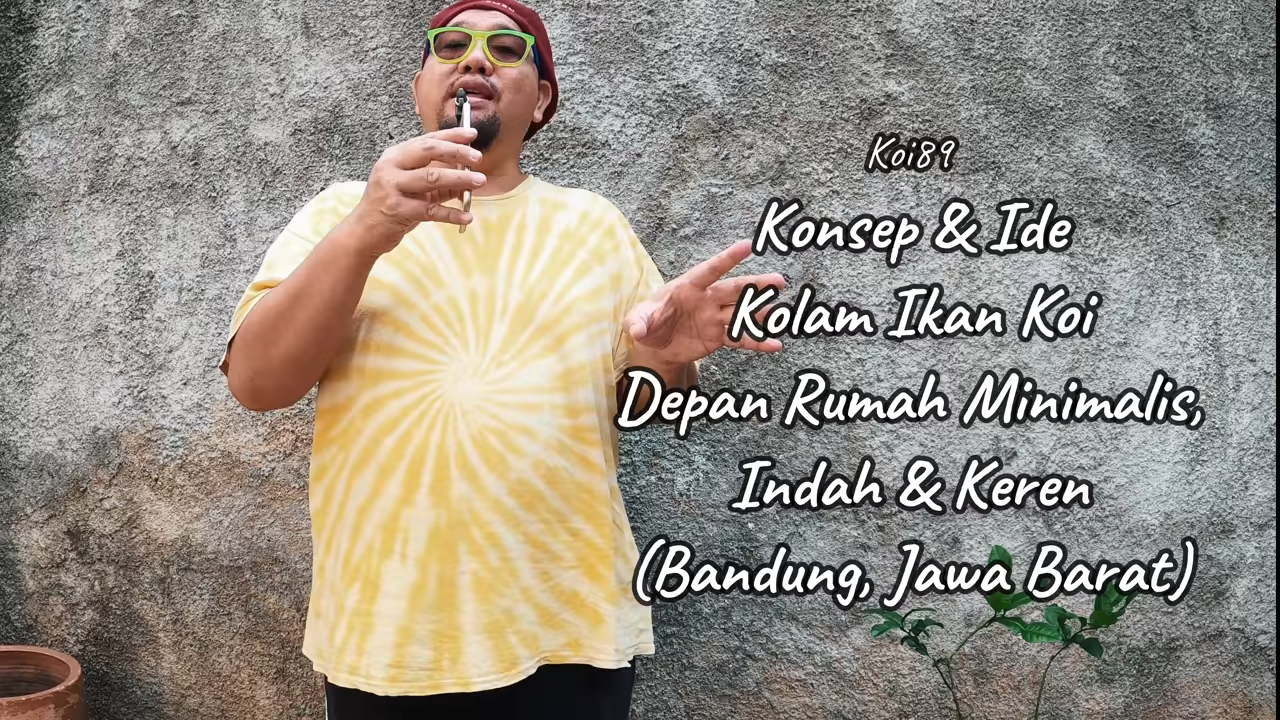 Koi89
Konsep & Ide
Kolam Ikan Koi
Depan Rumah Minimalis,
Indah & Keren
(Bandung, Jawa Barat)